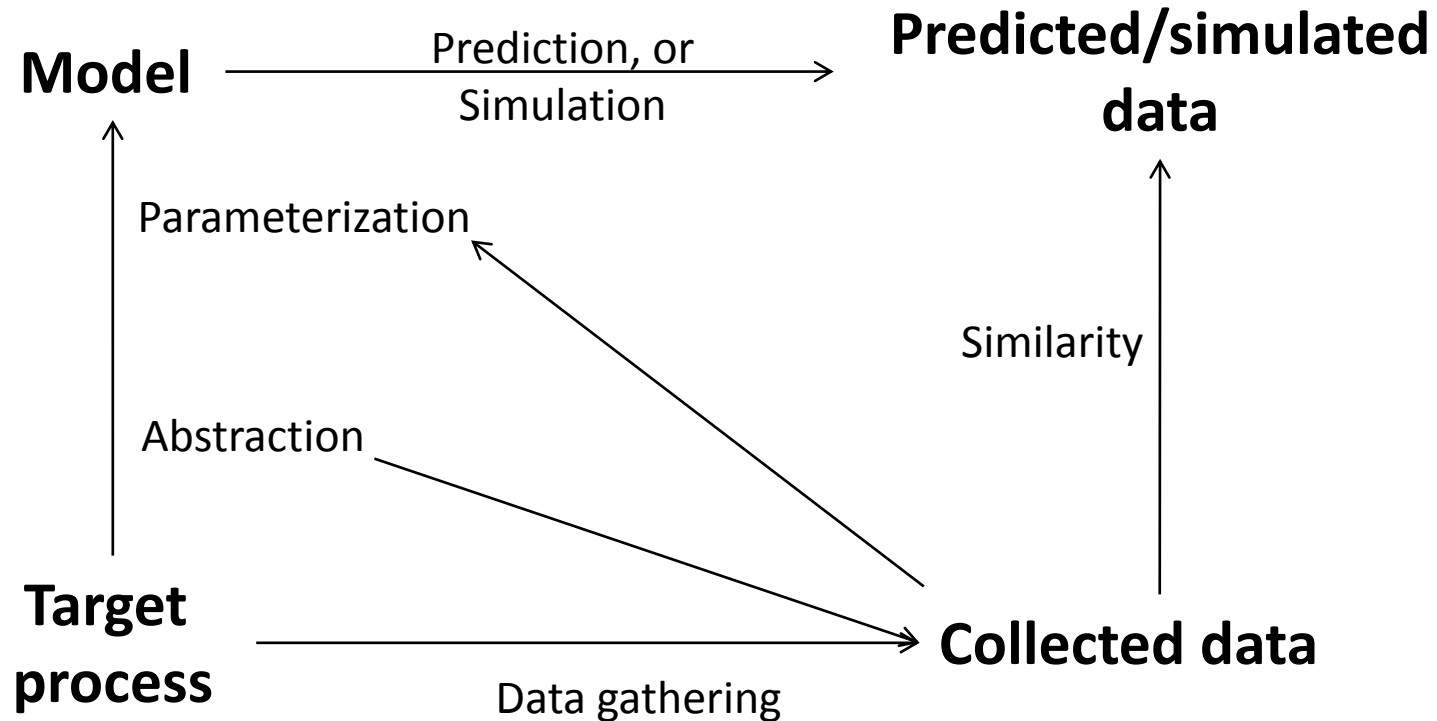 Model
Prediction, or
Simulation
Predicted/simulated
data
Parameterization
Similarity
Abstraction
Target
process
Collected data
Data gathering